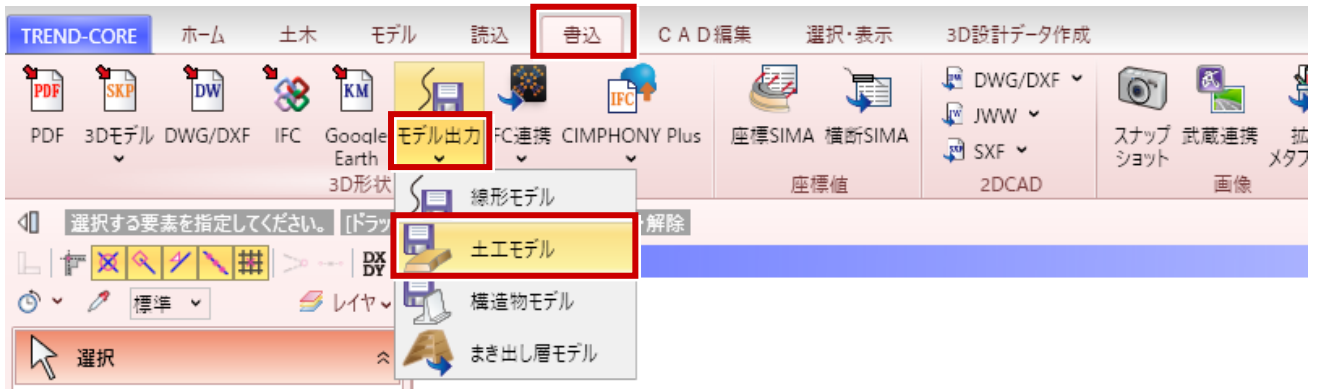 TREND-CORE ホーム 土木 モデル 読込 書込 CAD編集 選択・表示 3D設計データ作成
PDF SKP DW KM IFC
PDF 3Dモデル DWG/DXF IFC Google Earth モデル出力 FC連携 CIMPHONY Plus 座標SIMA 横断SIMA
DWG/DXF
JWW
SXF
スナップショット 武蔵連携
3D形状 座標値 2DCAD 画像
線形モデル
選択する要素を指定してください。 [ドラッ 解除
土工モデル
DX
DY
標準 レイヤ
構造物モデル
選択
まき出し層モデル